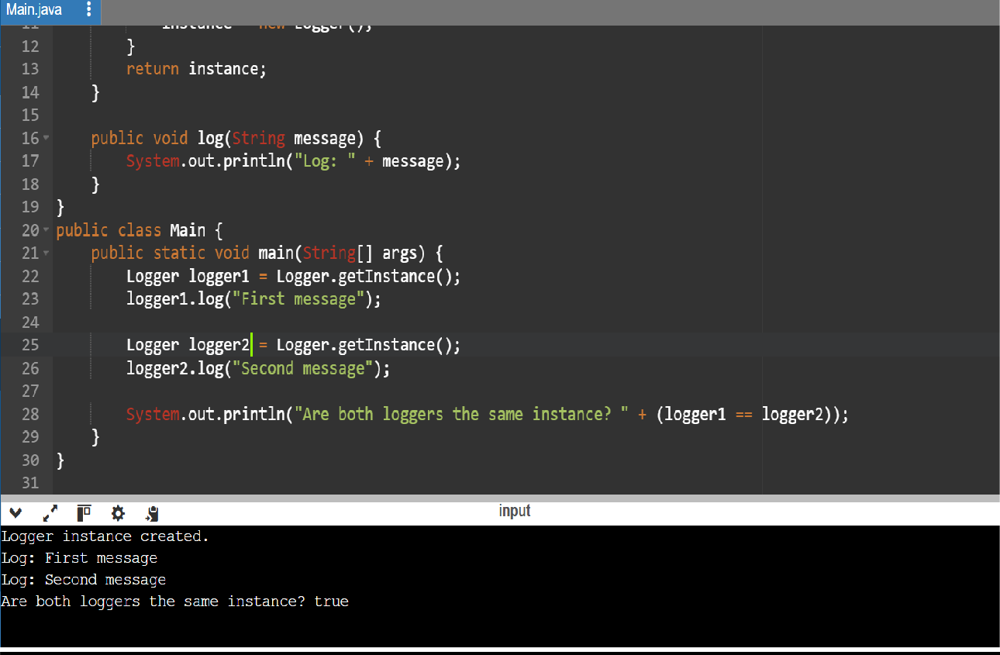 Main.java
11 instance = new Logger();
12 }
13 return instance;
14 }
15
16 public void log(String message) {
17 System.out.println("Log: " + message);
18 }
19 }
20 public class Main {
21 public static void main(String[] args) {
22 Logger logger1 = Logger.getInstance();
23 logger1.log("First message");
24
25 Logger logger2 = Logger.getInstance();
26 logger2.log("Second message");
27
28 System.out.println("Are both loggers the same instance? " + (logger1 == logger2));
29 }
30 }
31
input
Logger instance created.
Log: First message
Log: Second message
Are both loggers the same instance? true